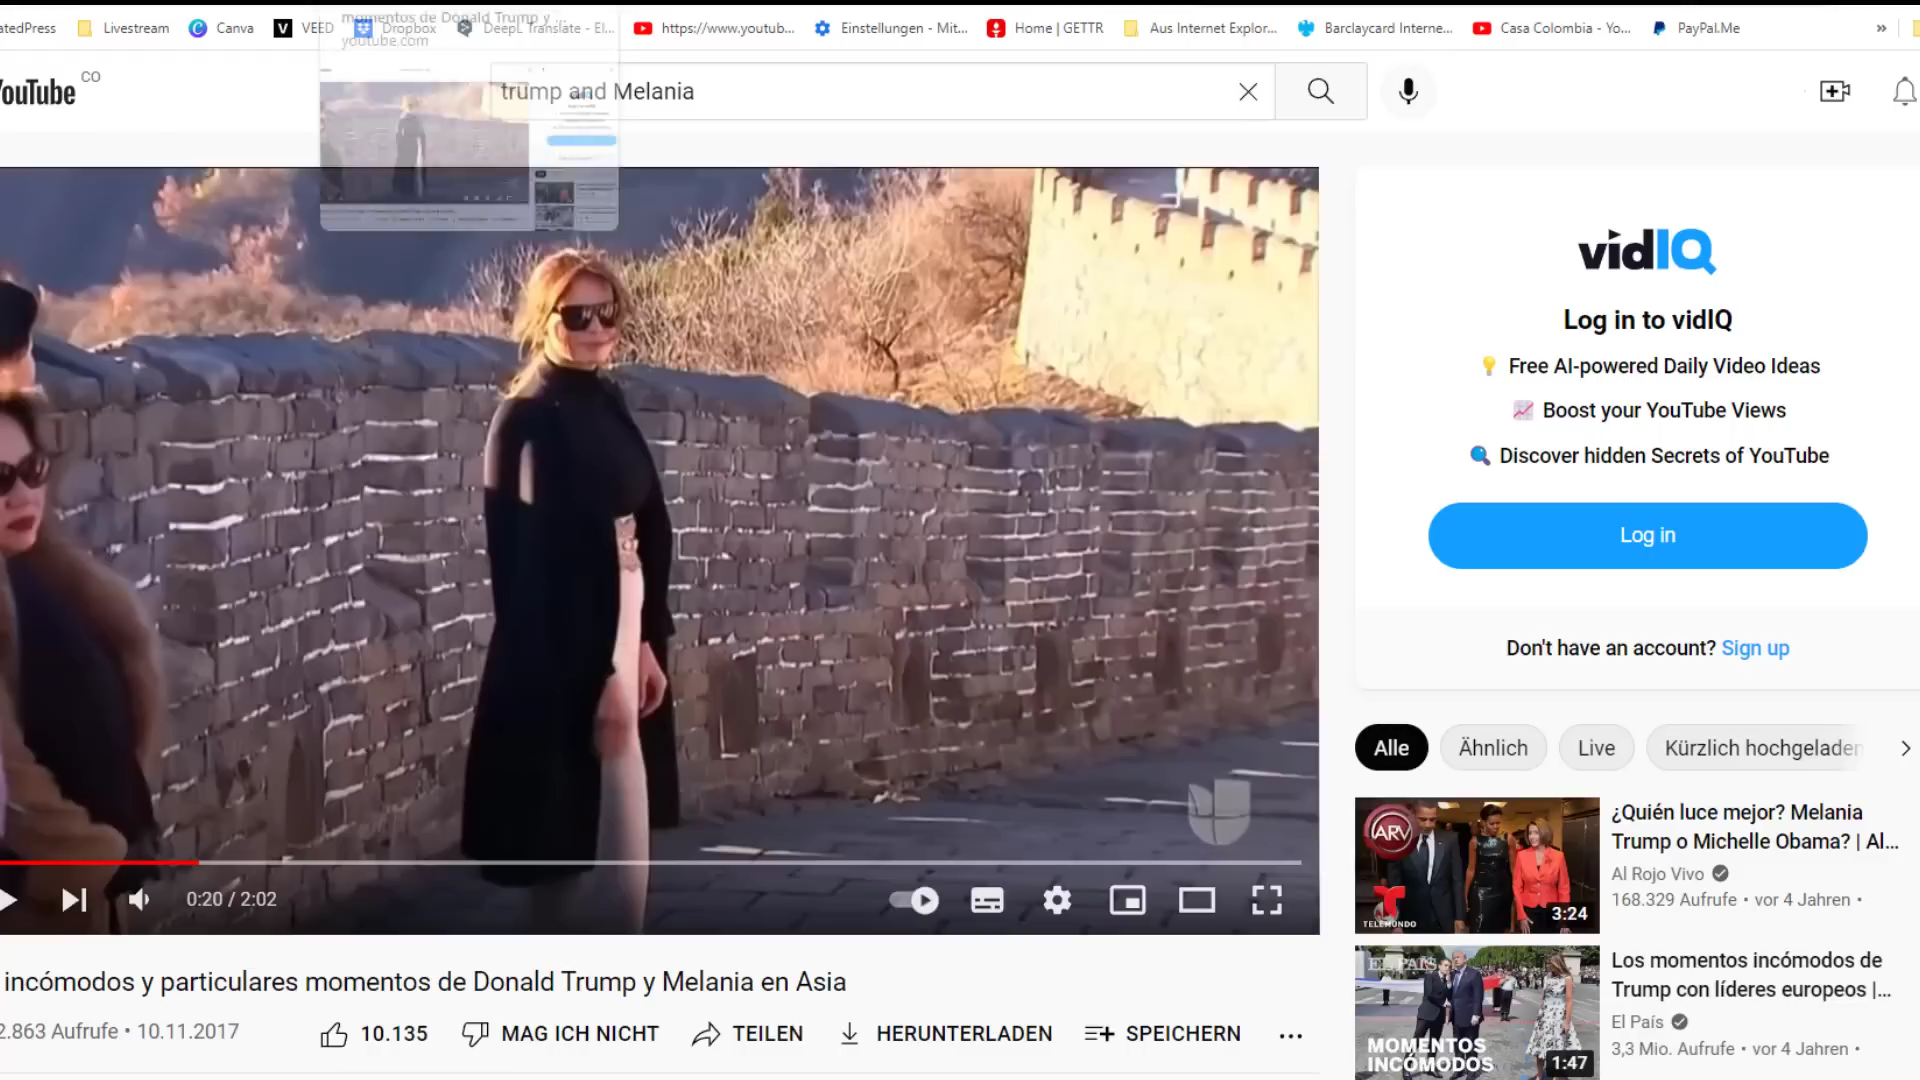 momentos de Donald Trump y ...
youtube.com
atedPress
Livestream
Canva
VEED
Dropbox
DeepL Translate - El...
https://www.youtub...
Einstellungen - Mit...
Home | GETTR
Aus Internet Explor...
Barclaycard Interne...
Casa Colombia - Yo...
PayPal.Me
»
YouTube CO
trump and Melania
vidIQ
Log in to vidIQ
Free AI-powered Daily Video Ideas
Boost your YouTube Views
Discover hidden Secrets of YouTube
Log in
Don't have an account? Sign up
0:20 / 2:02
incómodos y particulares momentos de Donald Trump y Melania en Asia
2.863 Aufrufe • 10.11.2017
10.135
MAG ICH NICHT
TEILEN
HERUNTERLADEN
SPEICHERN
...
Alle
Ähnlich
Live
Kürzlich hochgeladen
ARV
TELEMUNDO
3:24
¿Quién luce mejor? Melania
Trump o Michelle Obama? | Al...
Al Rojo Vivo
168.329 Aufrufe • vor 4 Jahren •
EL PAÍS
MOMENTOS
INCÓMODOS
1:47
Los momentos incómodos de
Trump con líderes europeos |...
El País
3,3 Mio. Aufrufe • vor 4 Jahren •